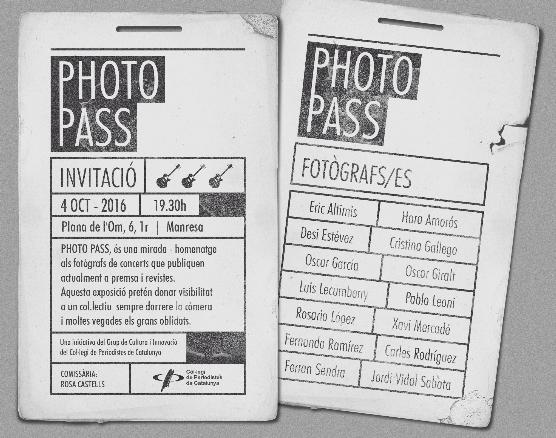 PHOTO
PASS
INVITACIÓ
4 OCT - 2016
19.30h
Plana de l'Om, 6, 1r | Manresa
PHOTO PASS, és una mirada - homenatge
als fotògrafs de concerts que publiquen
actualment a premsa i revistes.
Aquesta exposició pretén donar visibilitat
a un col.lectiu sempre darrere la càmera
i moltes vegades els grans oblidats.
Una iniciativa del Grup de Cultura i Innovació
del Col·legi de Periodistes de Catalunya
COMISSÀRIA:
ROSA CASTELLS
Col·legi
de Periodistes
de Catalunya
PHOTO
PASS
FOTÒGRAFS/ES
Eric Altimis
Hara Amorós
Desi Estévez
Cristina Gallego
Oscar García
Oscar Giralt
Luis Lecumberry
Pablo Leoni
Rosario López
Xavi Mercadé
Fernando Ramírez
Carles Rodríguez
Ferran Sendra
Jordi Vidal Sabata